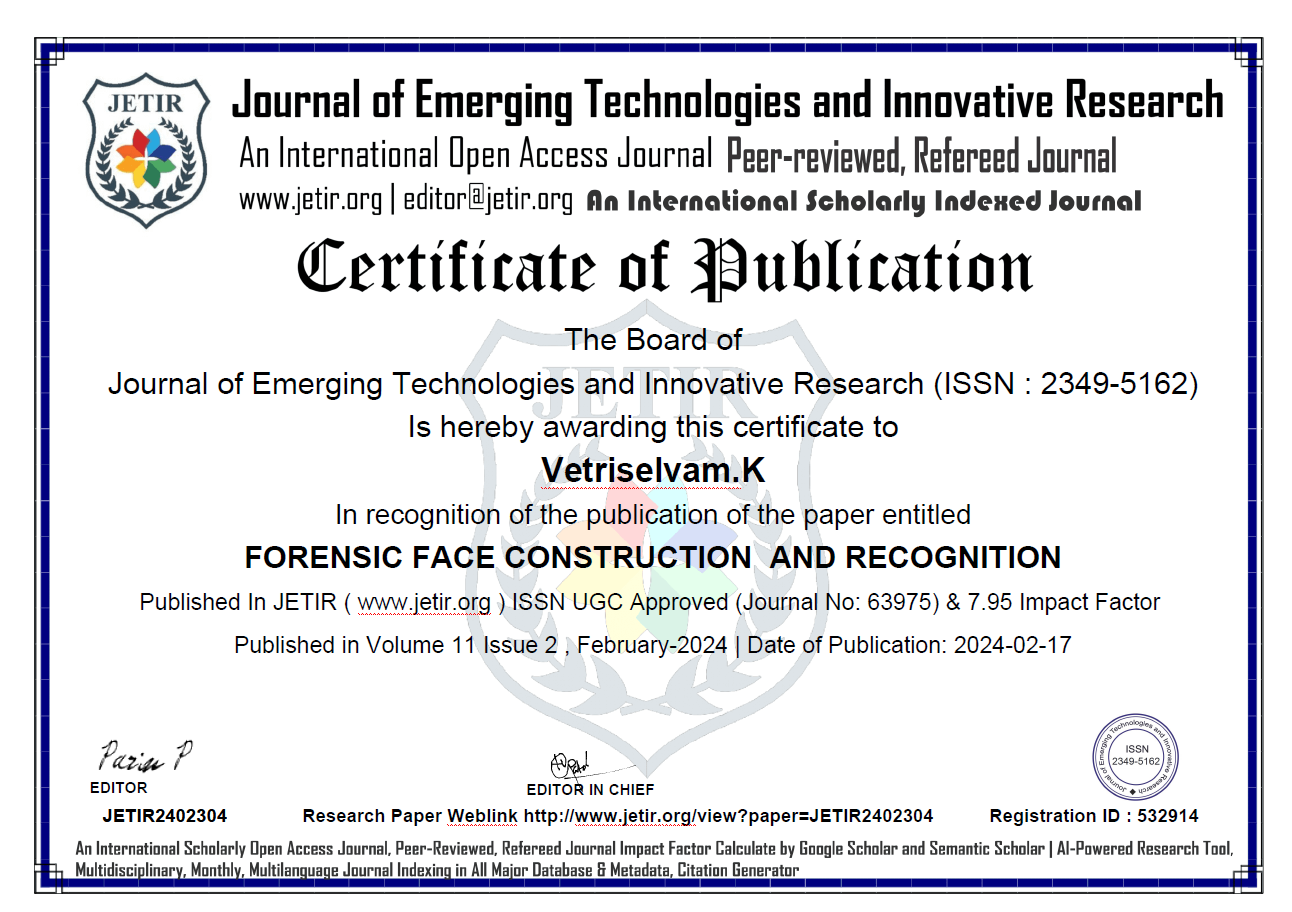 JETIR
Journal of Emerging Technologies and Innovative Research
An International Open Access Journal Peer-reviewed, Refereed Journal
www.jetir.org | editor@jetir.org An International Scholarly Indexed Journal
Certificate of Publication
JETIR
The Board of
Journal of Emerging Technologies and Innovative Research (ISSN : 2349-5162)
Is hereby awarding this certificate to
Vetriselvam.K
In recognition of the publication of the paper entitled
FORENSIC FACE CONSTRUCTION AND RECOGNITION
Published In JETIR ( www.jetir.org ) ISSN UGC Approved (Journal No: 63975) & 7.95 Impact Factor
Published in Volume 11 Issue 2 , February-2024 | Date of Publication: 2024-02-17
EDITOR
EDITOR IN CHIEF
Journal of Emerging Technologies and Innovative Research
ISSN
2349-5162
JETIR2402304 Research Paper Weblink http://www.jetir.org/view?paper=JETIR2402304 Registration ID : 532914
An International Scholarly Open Access Journal, Peer-Reviewed, Refereed Journal Impact Factor Calculate by Google Scholar and Semantic Scholar | AI-Powered Research Tool,
Multidisciplinary, Monthly, Multilanguage Journal Indexing in All Major Database & Metadata, Citation Generator